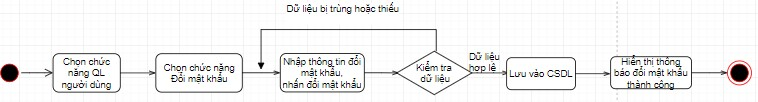 Dữ liệu bị trùng hoặc thiếu
Chọn chức
năng QL
người dùng
Chọn chức năng
Đổi mật khẩu
Nhập thông tin đổi
mật khẩu,
nhấn đổi mật khẩu
Kiểm tra
dữ liệu
Dữ liệu
hợp lệ
Lưu vào CSDL
Hiển thị thông
báo đổi mật khẩu
thành công